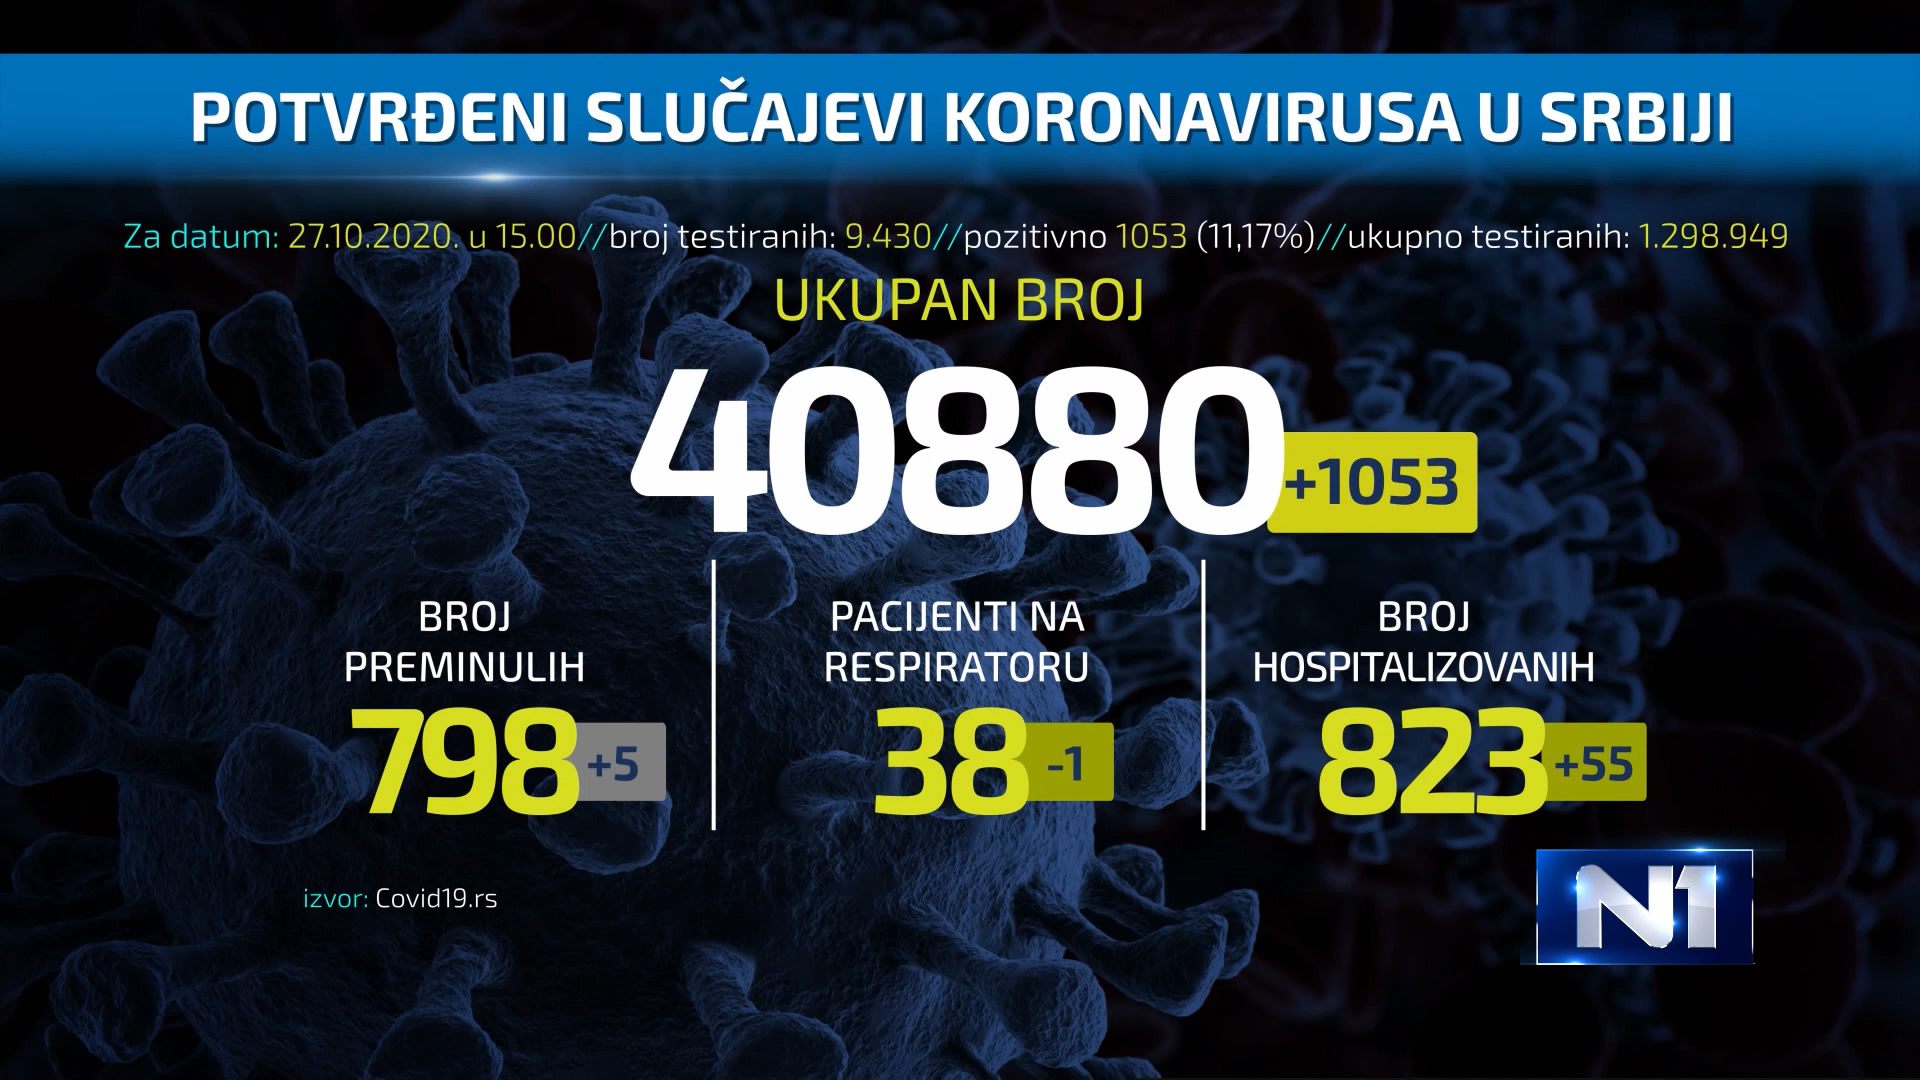 POTVRĐENI SLUČAJEVI KORONAVIRUSA U SRBIJI
Za datum: 27.10.2020. u 15.00//broj testiranih: 9.430//pozitivno 1053 (11,17%)//ukupno testiranih: 1.298.949
UKUPAN BROJ
40880 +1053
BROJ
PREMINULIH
798 +5
PACIJENTI NA
RESPIRATORU
38 -1
BROJ
HOSPITALIZOVANIH
823 +55
izvor: Covid19.rs
N1